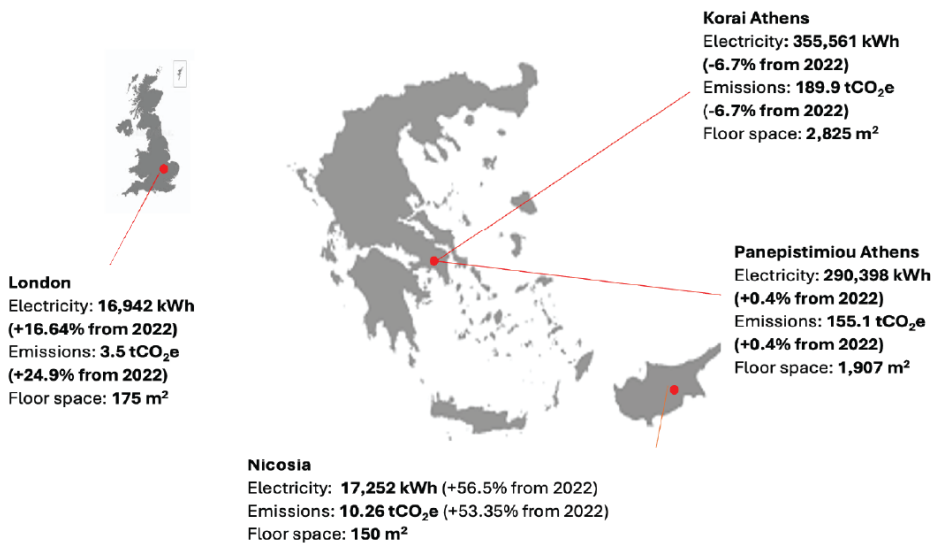 Korai Athens
Electricity: 355,561 kWh
(-6.7% from 2022)
Emissions: 189.9 tCO₂e
(-6.7% from 2022)
Floor space: 2,825 m²
Panepistimiou Athens
Electricity: 290,398 kWh
(+0.4% from 2022)
Emissions: 155.1 tCO₂e
(+0.4% from 2022)
Floor space: 1,907 m²
London
Electricity: 16,942 kWh
(+16.64% from 2022)
Emissions: 3.5 tCO₂e
(+24.9% from 2022)
Floor space: 175 m²
Nicosia
Electricity: 17,252 kWh (+56.5% from 2022)
Emissions: 10.26 tCO₂e (+53.35% from 2022)
Floor space: 150 m²